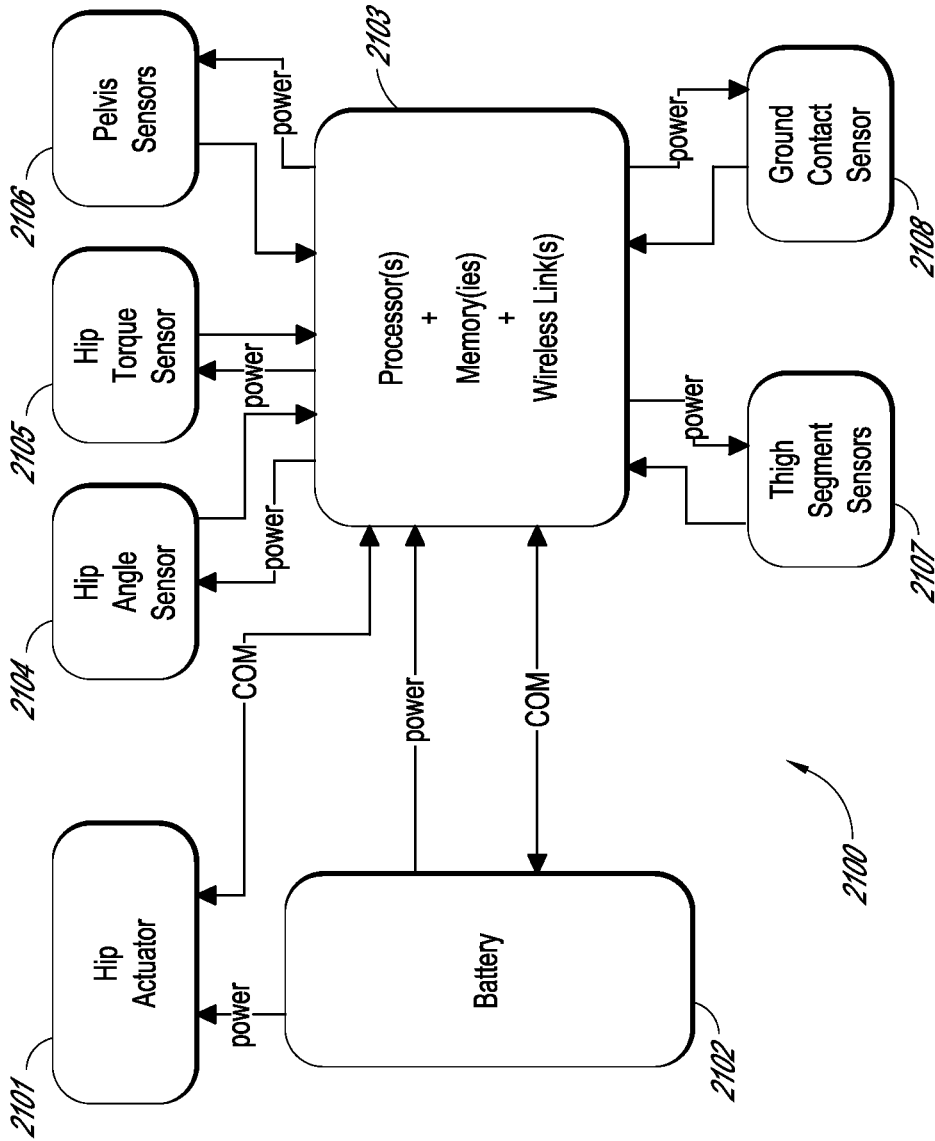 2101
Hip
Actuator
2104
Hip
Angle
Sensor
2105
Hip
Torque
Sensor
2106
Pelvis
Sensors
power
COM
power
power
power
2103
Battery
2102
power
COM
Processor(s)
+
Memory(ies)
+
Wireless Link(s)
power
power
2100
Thigh
Segment
Sensors
2107
Ground
Contact
Sensor
2108